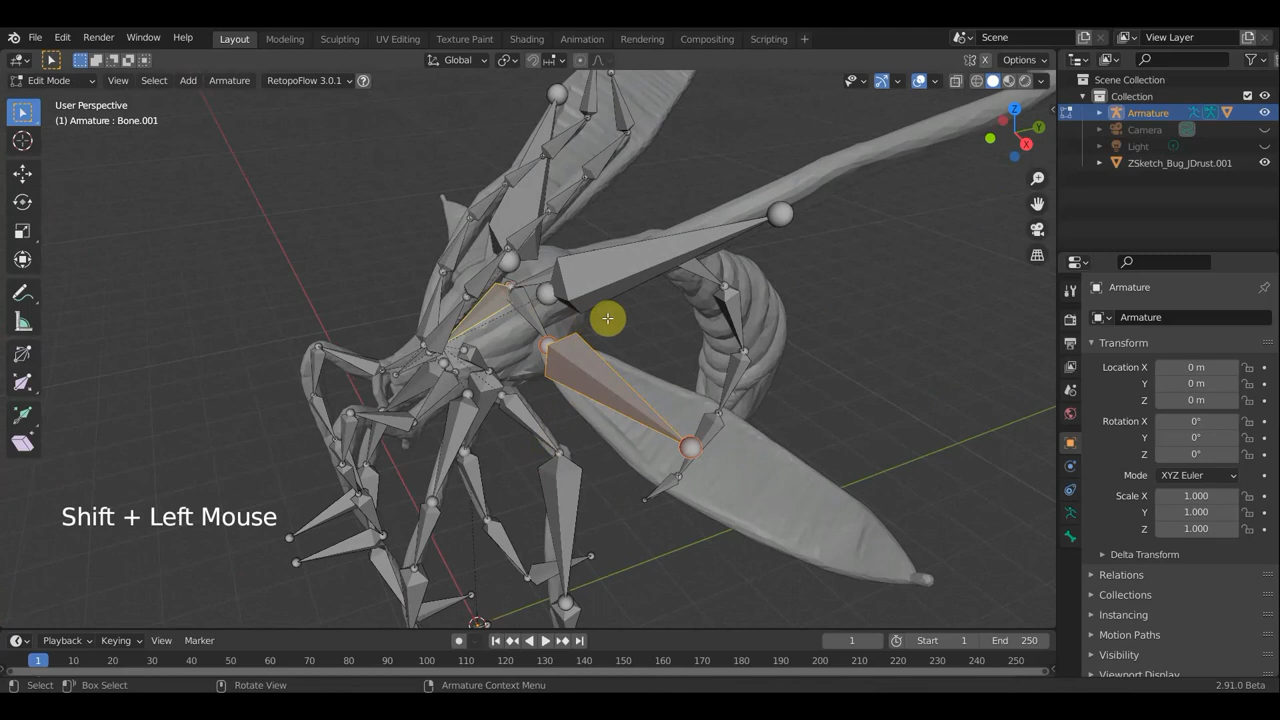 File Edit Render Window Help Layout Modeling Sculpting UV Editing Texture Paint Shading Animation Rendering Compositing Scripting + Scene View Layer
Global Options
Edit Mode View Select Add Armature RetopoFlow 3.0.1
Scene Collection
Collection
Armature
Camera
Light
ZSketch_Bug_JDrust.001
User Perspective
(1) Armature : Bone.001
Z
Y
X
Armature
Armature
Transform
Location X 0 m
Y 0 m
Z 0 m
Rotation X 0°
Y 0°
Z 0°
Mode XYZ Euler
Scale X 1.000
Y 1.000
Z 1.000
Delta Transform
Relations
Collections
Instancing
Motion Paths
Visibility
Viewport Display
Shift + Left Mouse
Playback Keying View Marker 1 Start 1 End 250
1 10 20 30 40 50 60 70 80 90 100 110 120 130 140 150 160 170 180 190 200 210 220 230 240 250
Select Box Select Rotate View Armature Context Menu 2.91.0 Beta